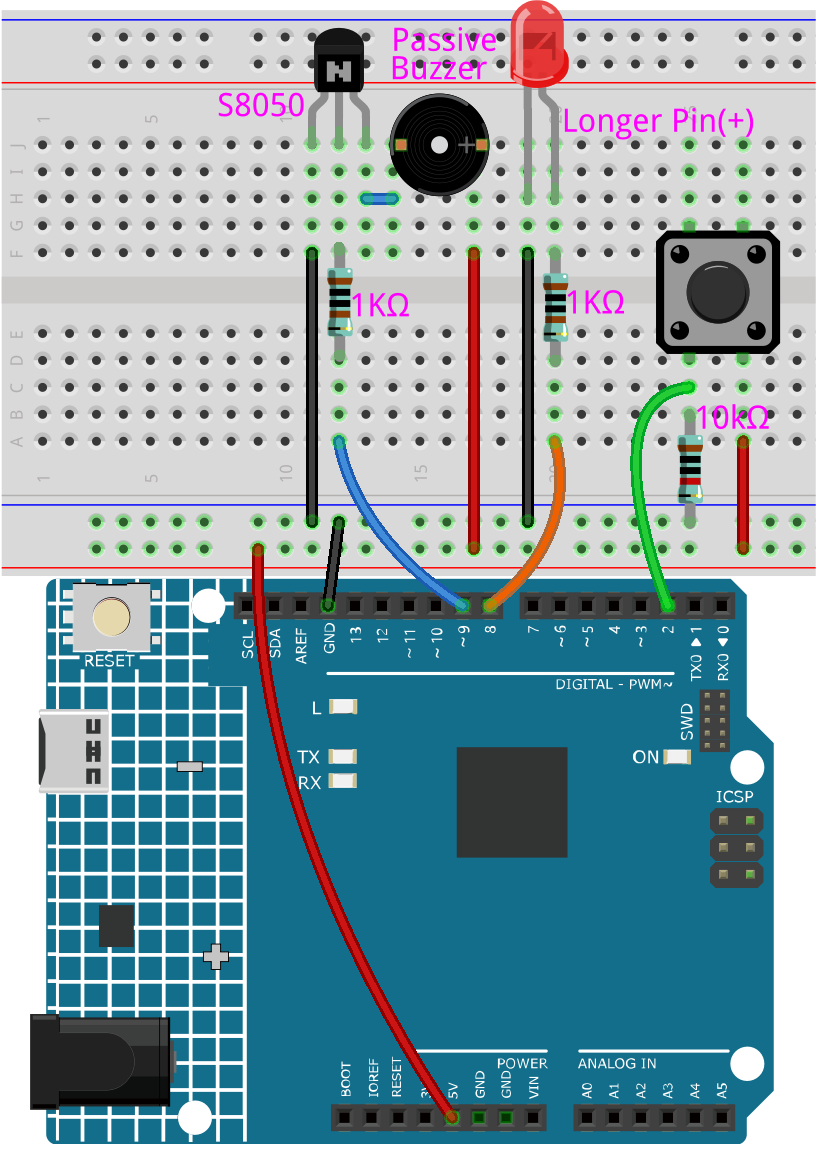 Passive
Buzzer
S8050
Longer Pin(+)
1
5
10
J
I
H
G
F
1KΩ
1KΩ
E
D
C
B
A
10kΩ
1
5
10
15
20
RESET
SCL
SDA
AREF
GND
13
12
~11
~10
~9
8
7
~6
~5
4
~3
2
TX0 ▶1
RX0 ◀0
DIGITAL - PWM~
L
TX
RX
ON
SWD
ICSP
POWER
ANALOG IN
BOOT
IOREF
RESET
5V
GND
GND
VIN
A0
A1
A2
A3
A4
A5